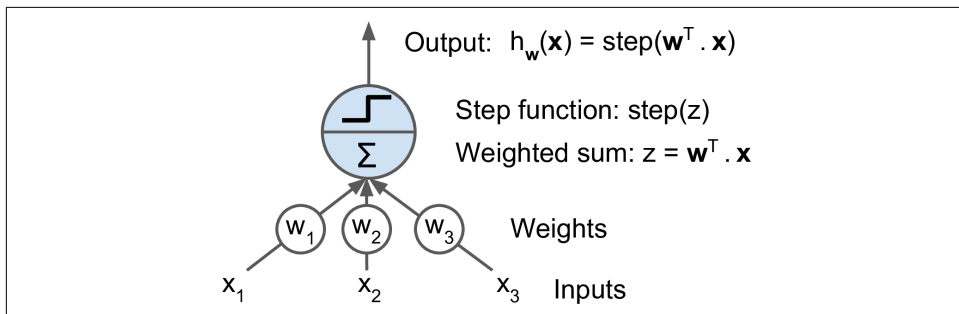 Output: h_w(x) = step(w^T . x)
Step function: step(z)
Σ
Weighted sum: z = w^T . x
w_1 w_2 w_3 Weights
x_1 x_2 x_3 Inputs